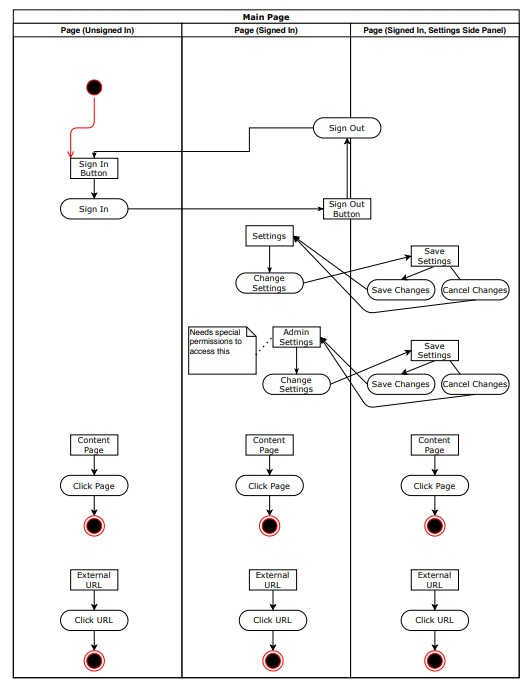 Main Page
Page (Unsigned In)
Page (Signed In)
Page (Signed In, Settings Side Panel)
Sign Out
Sign In
Button
Sign In
Sign Out
Button
Settings
Change
Settings
Save
Settings
Save Changes
Cancel Changes
Needs special
permissions to
access this
Admin
Settings
Change
Settings
Save
Settings
Save Changes
Cancel Changes
Content
Page
Click Page
Content
Page
Click Page
Content
Page
Click Page
External
URL
Click URL
External
URL
Click URL
External
URL
Click URL